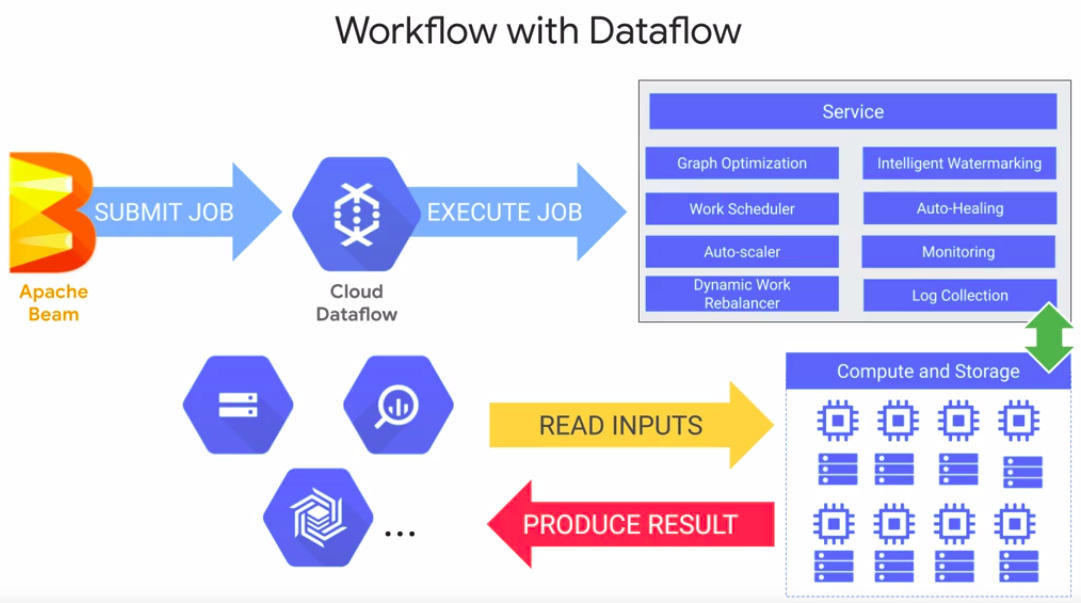 Workflow with Dataflow
Service
Graph Optimization
Intelligent Watermarking
Work Scheduler
Auto-Healing
Auto-scaler
Monitoring
Dynamic Work
Rebalancer
Log Collection
SUBMIT JOB
EXECUTE JOB
Apache
Beam
Cloud
Dataflow
Compute and Storage
READ INPUTS
PRODUCE RESULT
...